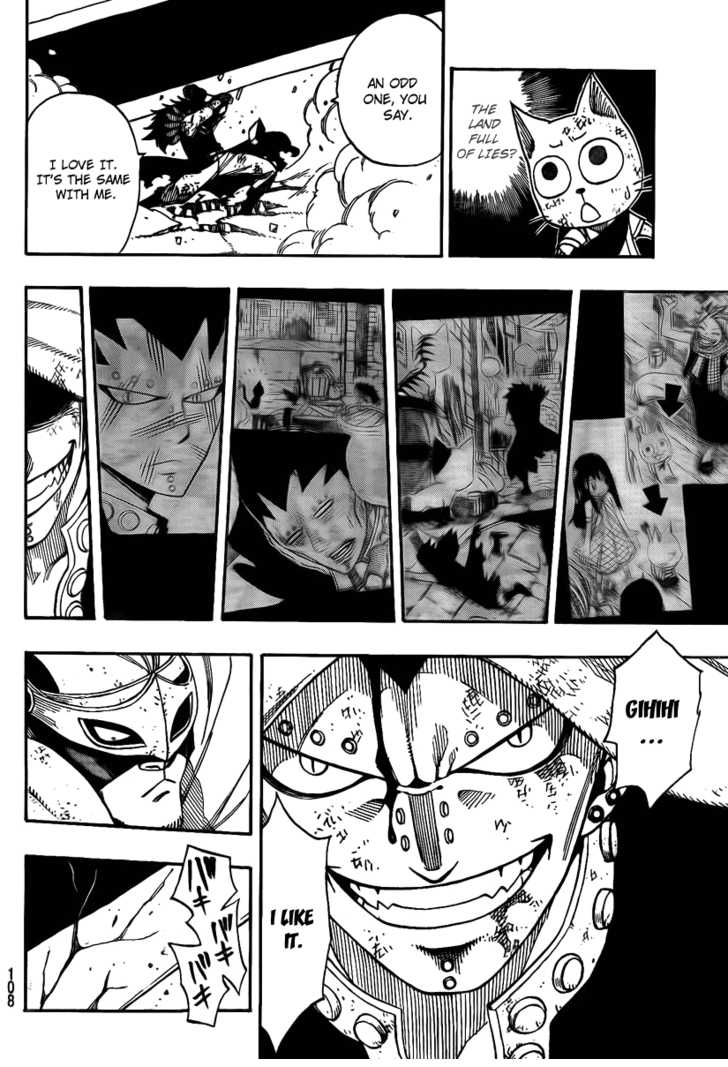 THE
LAND
FULL
OF LIES?
AN ODD
ONE, YOU
SAY.
I LOVE IT.
IT'S THE SAME
WITH ME.
GIHIHI
...
I LIKE
IT.
バキ
バキ
バキ
108